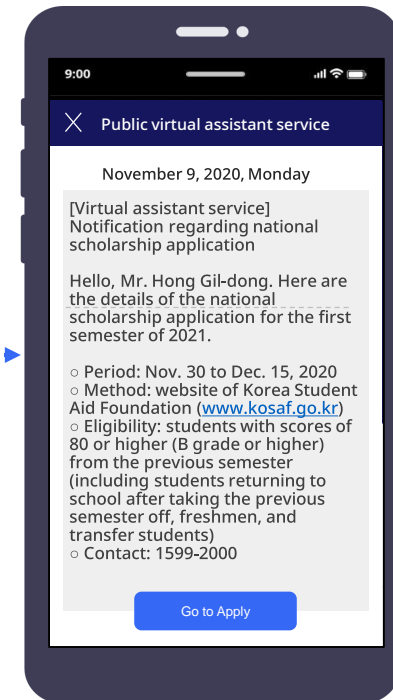 9:00
Public virtual assistant service
November 9, 2020, Monday
[Virtual assistant service]
Notification regarding national
scholarship application
Hello, Mr. Hong Gil-dong. Here are
the details of the national
scholarship application for the first
semester of 2021.
○ Period: Nov. 30 to Dec. 15, 2020
○ Method: website of Korea Student
Aid Foundation (www.kosaf.go.kr)
○ Eligibility: students with scores of
80 or higher (B grade or higher)
from the previous semester
(including students returning to
school after taking the previous
semester off, freshmen, and
transfer students)
○ Contact: 1599-2000
Go to Apply